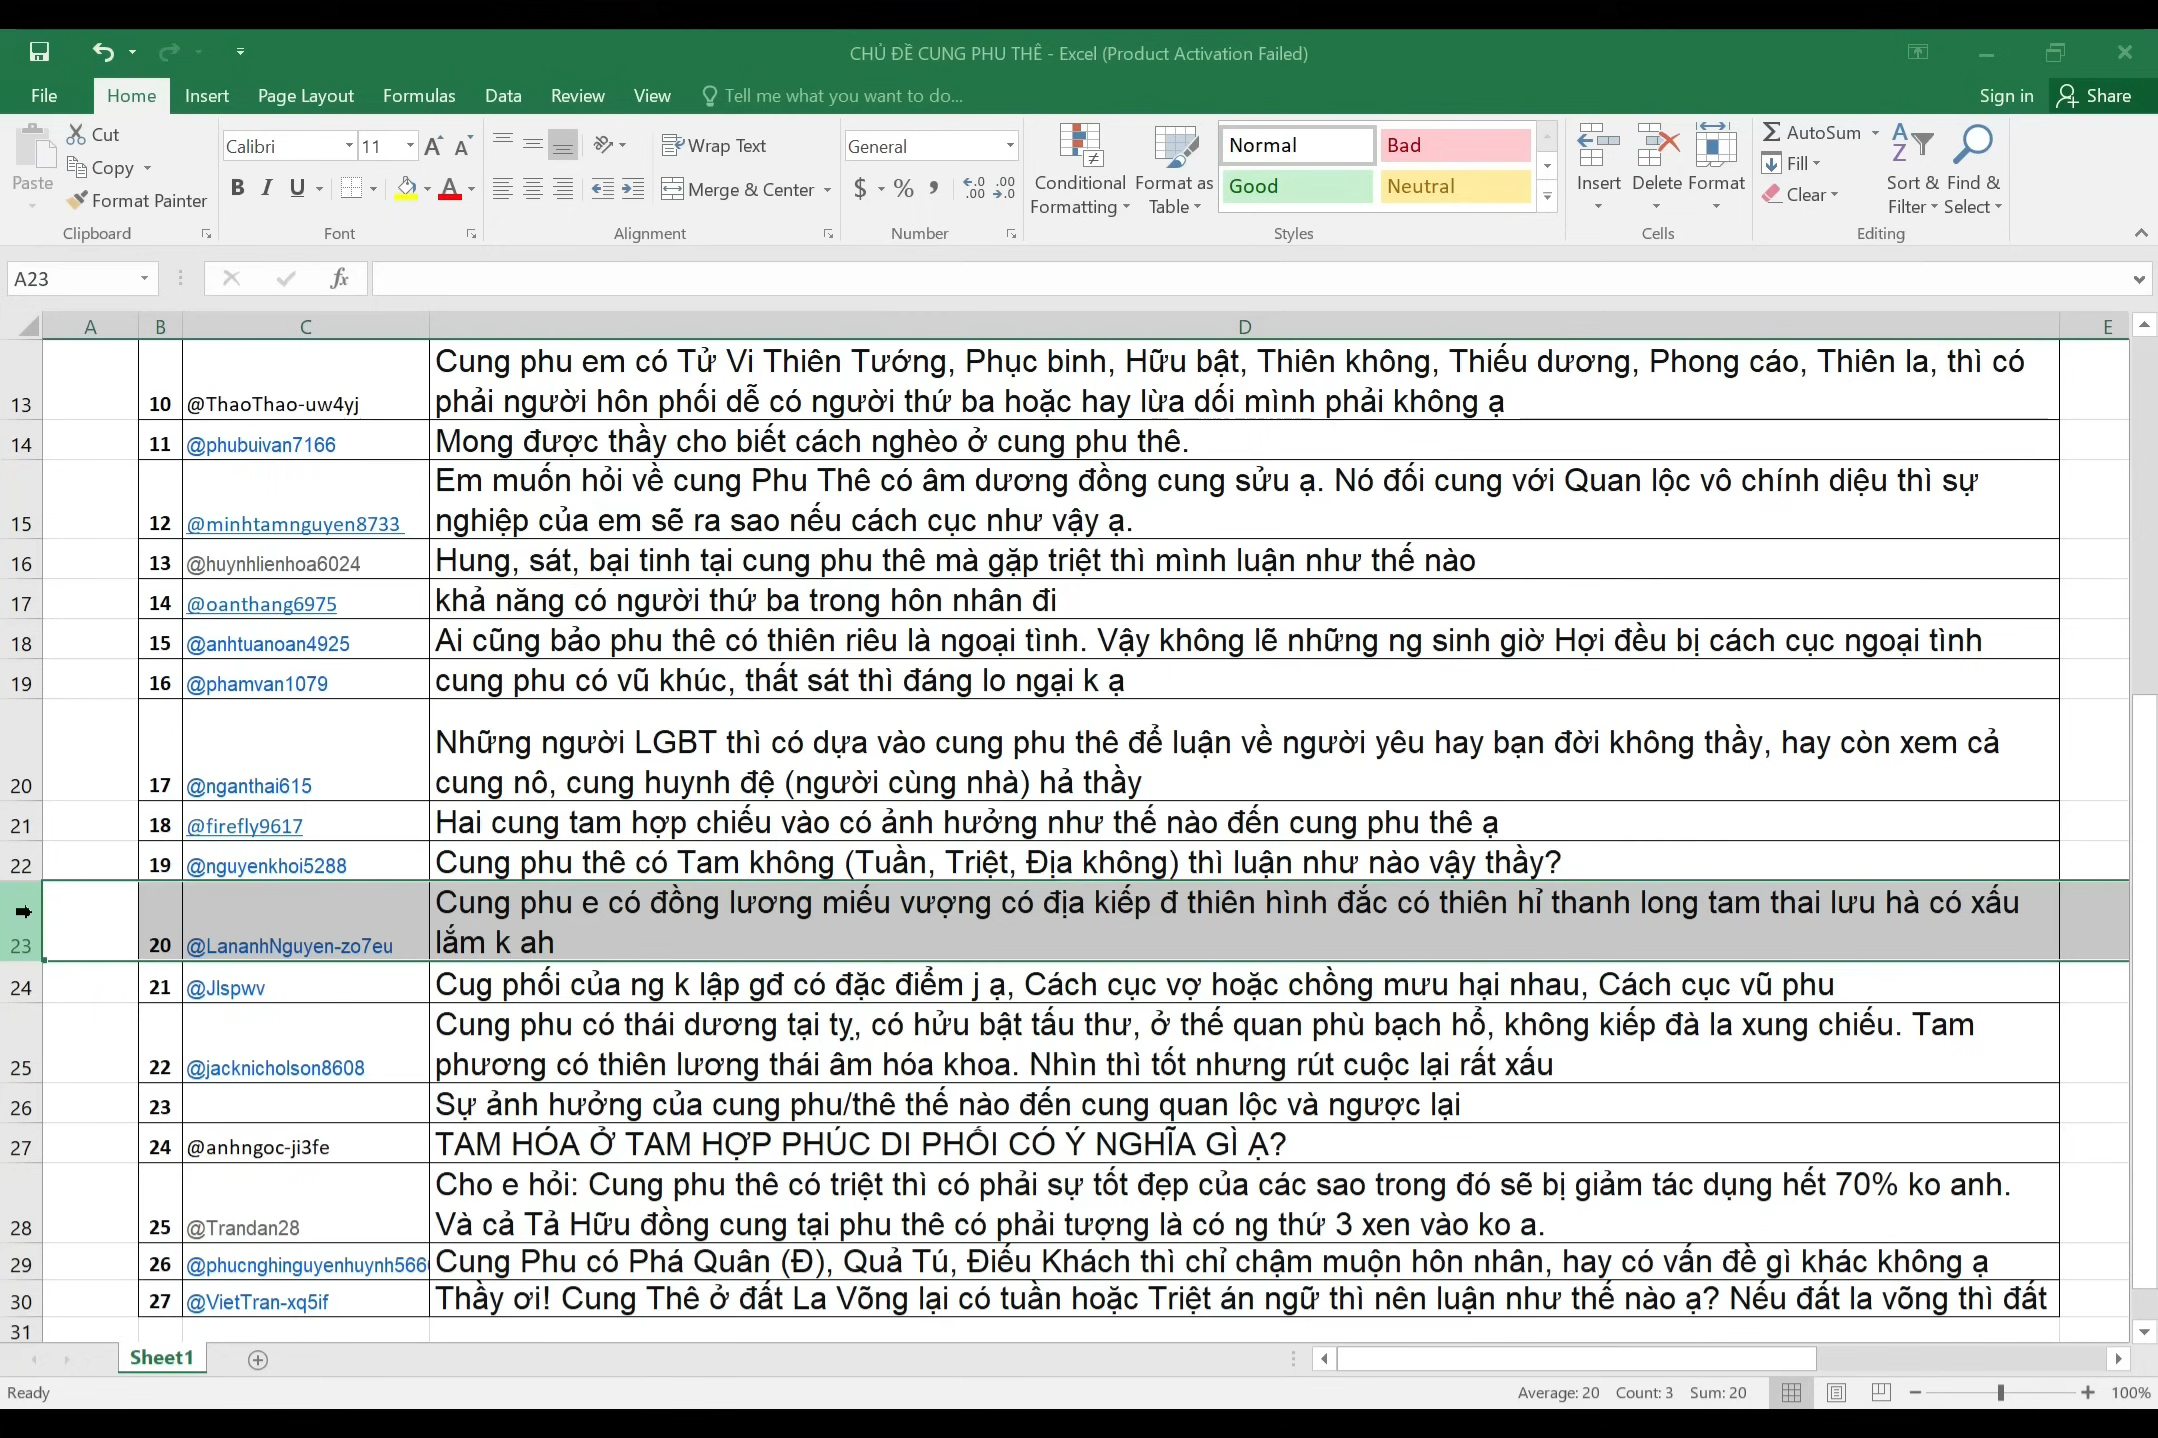 CHỦ ĐỀ CUNG PHU THÊ - Excel (Product Activation Failed)
File Home Insert Page Layout Formulas Data Review View Tell me what you want to do... Sign in Share
Paste
Cut
Copy
Format Painter
Clipboard
Calibri 11
B I U
Font
Wrap Text
Merge & Center
Alignment
General
$ % ,
Number
Conditional Formatting
Format as Table
Normal Bad
Good Neutral
Styles
Insert Delete Format
Cells
AutoSum
Fill
Clear
Sort & Filter
Find & Select
Editing
A23
fx
A B C D E
13 10 @ThaoThao-uw4yj Cung phu em có Tử Vi Thiên Tướng, Phục binh, Hữu bật, Thiên không, Thiếu dương, Phong cáo, Thiên la, thì có
phải người hôn phối dễ có người thứ ba hoặc hay lừa dối mình phải không ạ
14 11 @phubuivan7166 Mong được thầy cho biết cách nghèo ở cung phu thê.
15 12 @minhtamnguyen8733 Em muốn hỏi về cung Phu Thê có âm dương đồng cung sửu ạ. Nó đối cung với Quan lộc vô chính diệu thì sự
nghiệp của em sẽ ra sao nếu cách cục như vậy ạ.
16 13 @huynhlienhoa6024 Hung, sát, bại tinh tại cung phu thê mà gặp triệt thì mình luận như thế nào
17 14 @oanthang6975 khả năng có người thứ ba trong hôn nhân đi
18 15 @anhtuanoan4925 Ai cũng bảo phu thê có thiên riêu là ngoại tình. Vậy không lẽ những ng sinh giờ Hợi đều bị cách cục ngoại tình
19 16 @phamvan1079 cung phu có vũ khúc, thất sát thì đáng lo ngại k ạ
20 17 @nganthai615 Những người LGBT thì có dựa vào cung phu thê để luận về người yêu hay bạn đời không thầy, hay còn xem cả
cung nô, cung huynh đệ (người cùng nhà) hả thầy
21 18 @firefly9617 Hai cung tam hợp chiếu vào có ảnh hưởng như thế nào đến cung phu thê ạ
22 19 @nguyenkhoi5288 Cung phu thê có Tam không (Tuần, Triệt, Địa không) thì luận như nào vậy thầy?
23 20 @LananhNguyen-zo7eu Cung phu e có đồng lương miếu vượng có địa kiếp đ thiên hình đắc có thiên hỉ thanh long tam thai lưu hà có xấu
lắm k ah
24 21 @Jlspwv Cug phối của ng k lập gđ có đặc điểm j ạ, Cách cục vợ hoặc chồng mưu hại nhau, Cách cục vũ phu
25 22 @jacknicholson8608 Cung phu có thái dương tại tỵ, có hửu bật tấu thư, ở thế quan phù bạch hổ, không kiếp đà la xung chiếu. Tam
phương có thiên lương thái âm hóa khoa. Nhìn thì tốt nhưng rút cuộc lại rất xấu
26 23 Sự ảnh hưởng của cung phu/thê thế nào đến cung quan lộc và ngược lại
27 24 @anhngoc-ji3fe TAM HÓA Ở TAM HỢP PHÚC DI PHỐI CÓ Ý NGHĨA GÌ Ạ?
28 25 @Trandan28 Cho e hỏi: Cung phu thê có triệt thì có phải sự tốt đẹp của các sao trong đó sẽ bị giảm tác dụng hết 70% ko anh.
Và cả Tả Hữu đồng cung tại phu thê có phải tượng là có ng thứ 3 xen vào ko a.
29 26 @phucnghinguyenhuynh566 Cung Phu có Phá Quân (Đ), Quả Tú, Điếu Khách thì chỉ chậm muộn hôn nhân, hay có vấn đề gì khác không ạ
30 27 @VietTran-xq5if Thầy ơi! Cung Thê ở đất La Võng lại có tuần hoặc Triệt án ngữ thì nên luận như thế nào ạ? Nếu đất la võng thì đất
31
Sheet1
Ready Average: 20 Count: 3 Sum: 20 100%